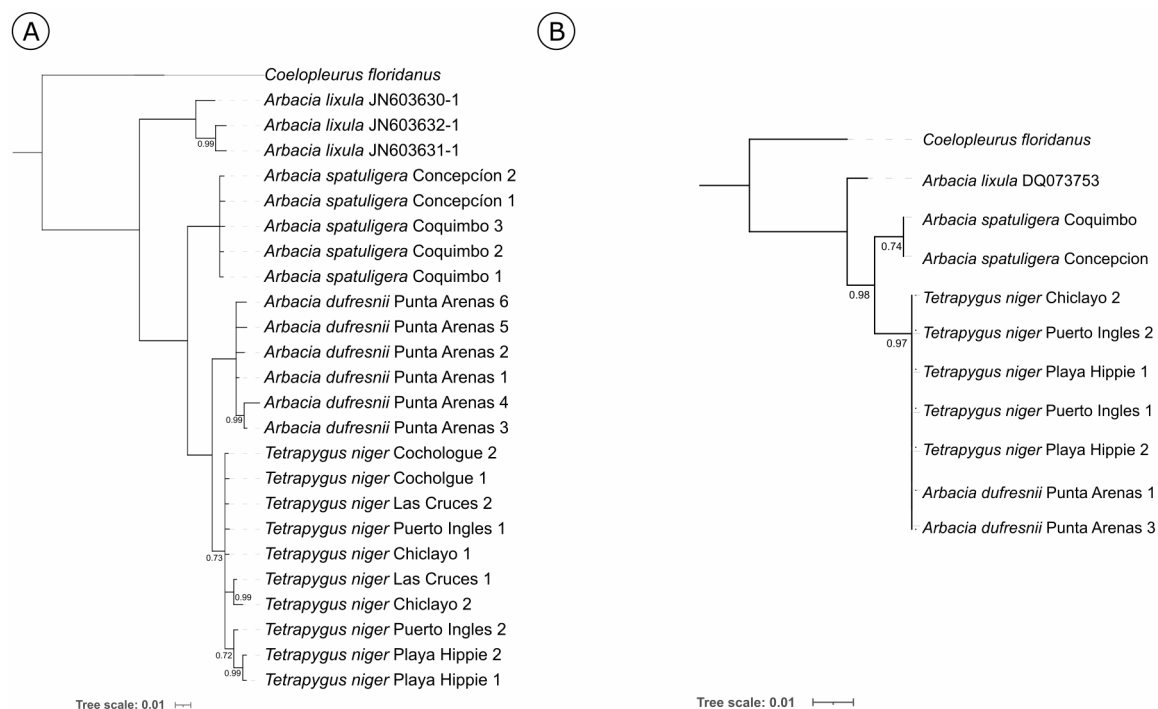 A
Coelopleurus floridanus
Arbacia lixula JN603630-1
Arbacia lixula JN603632-1
0.99
Arbacia lixula JN603631-1
Arbacia spatuligera Concepcíon 2
Arbacia spatuligera Concepcíon 1
Arbacia spatuligera Coquimbo 3
Arbacia spatuligera Coquimbo 2
Arbacia spatuligera Coquimbo 1
Arbacia dufresnii Punta Arenas 6
Arbacia dufresnii Punta Arenas 5
Arbacia dufresnii Punta Arenas 2
Arbacia dufresnii Punta Arenas 1
Arbacia dufresnii Punta Arenas 4
0.99
Arbacia dufresnii Punta Arenas 3
Tetrapygus niger Cochologue 2
Tetrapygus niger Cocholgue 1
Tetrapygus niger Las Cruces 2
Tetrapygus niger Puerto Ingles 1
Tetrapygus niger Chiclayo 1
0.73
Tetrapygus niger Las Cruces 1
0.99
Tetrapygus niger Chiclayo 2
Tetrapygus niger Puerto Ingles 2
0.72
Tetrapygus niger Playa Hippie 2
0.99
Tetrapygus niger Playa Hippie 1
Tree scale: 0.01
B
Coelopleurus floridanus
Arbacia lixula DQ073753
Arbacia spatuligera Coquimbo
0.74
Arbacia spatuligera Concepcion
0.98
Tetrapygus niger Chiclayo 2
Tetrapygus niger Puerto Ingles 2
0.97
Tetrapygus niger Playa Hippie 1
Tetrapygus niger Puerto Ingles 1
Tetrapygus niger Playa Hippie 2
Arbacia dufresnii Punta Arenas 1
Arbacia dufresnii Punta Arenas 3
Tree scale: 0.01